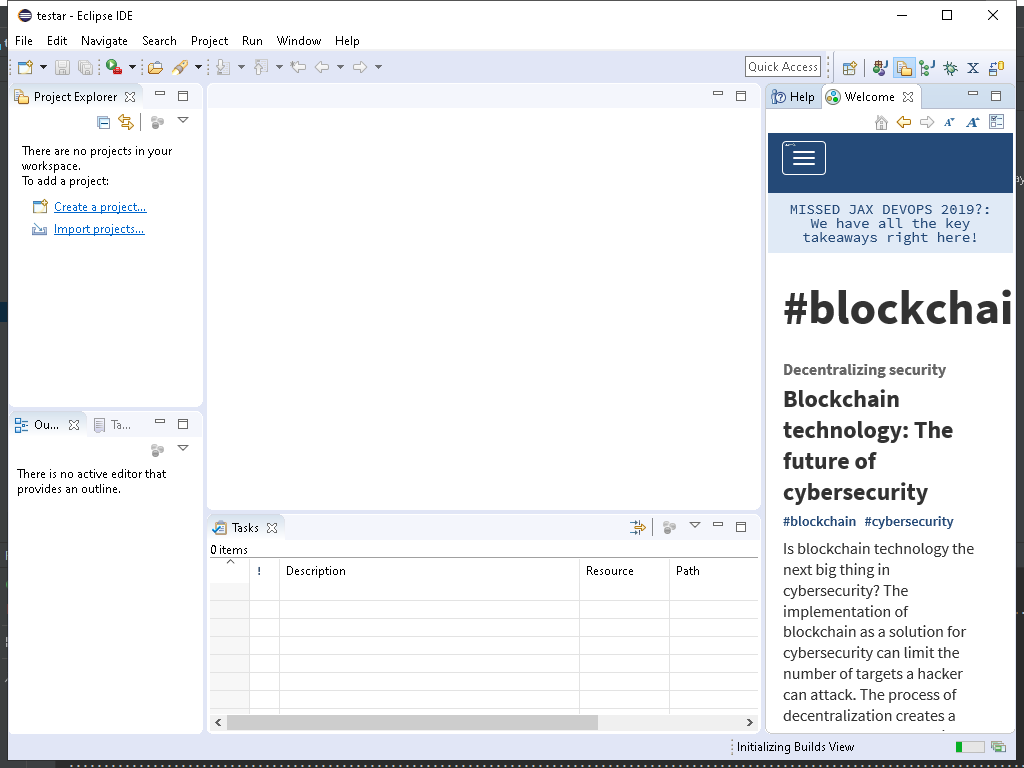 testar - Eclipse IDE
File Edit Navigate Search Project Run Window Help
Quick Access
Project Explorer
There are no projects in your
workspace.
To add a project:
Create a project...
Import projects...
Ou...
Ta...
There is no active editor that
provides an outline.
Tasks
0 items
! Description Resource Path
Help
Welcome
MISSED JAX DEVOPS 2019?:
We have all the key
takeaways right here!
#blockchai
Decentralizing security
Blockchain
technology: The
future of
cybersecurity
#blockchain #cybersecurity
Is blockchain technology the
next big thing in
cybersecurity? The
implementation of
blockchain as a solution for
cybersecurity can limit the
number of targets a hacker
can attack. The process of
decentralization creates a
Initializing Builds View